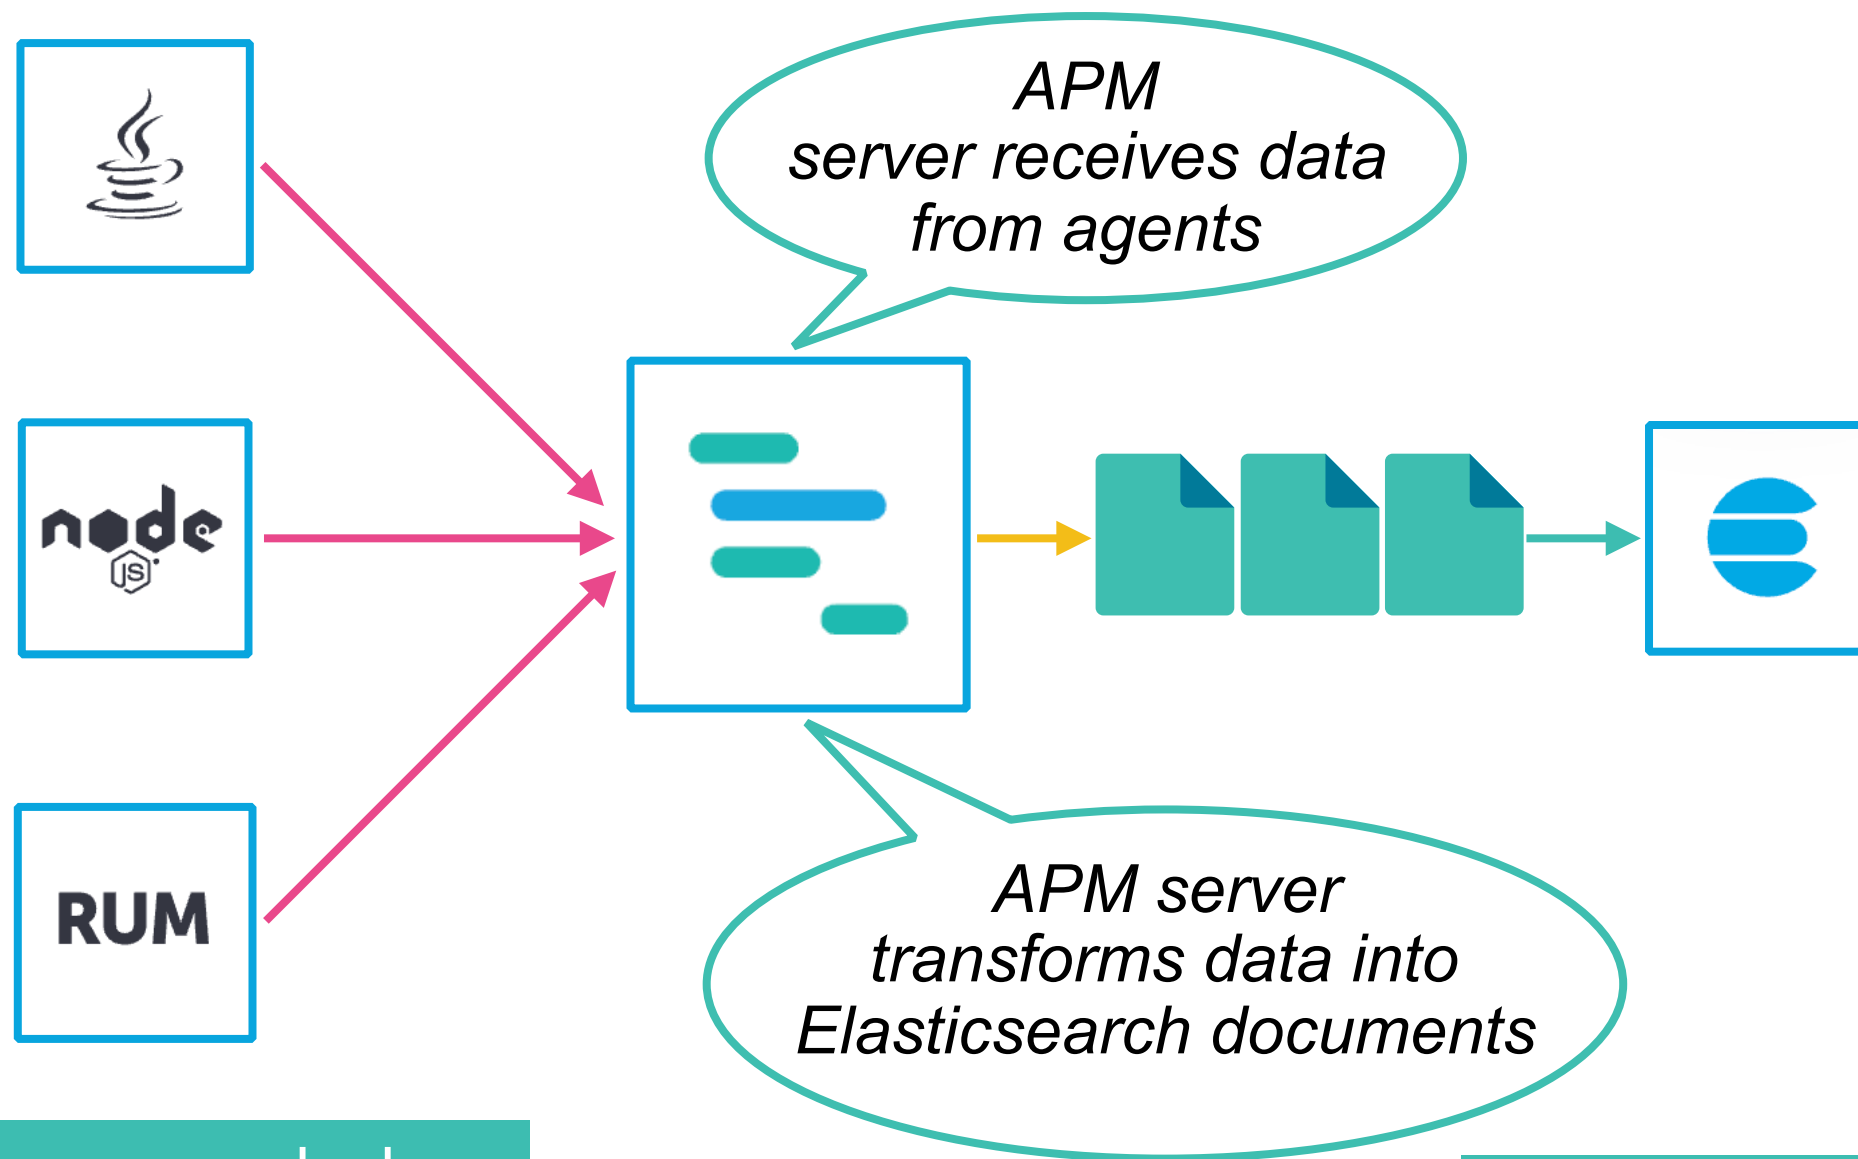 APM
server receives data
from agents
node
JS
RUM
APM server
transforms data into
Elasticsearch documents